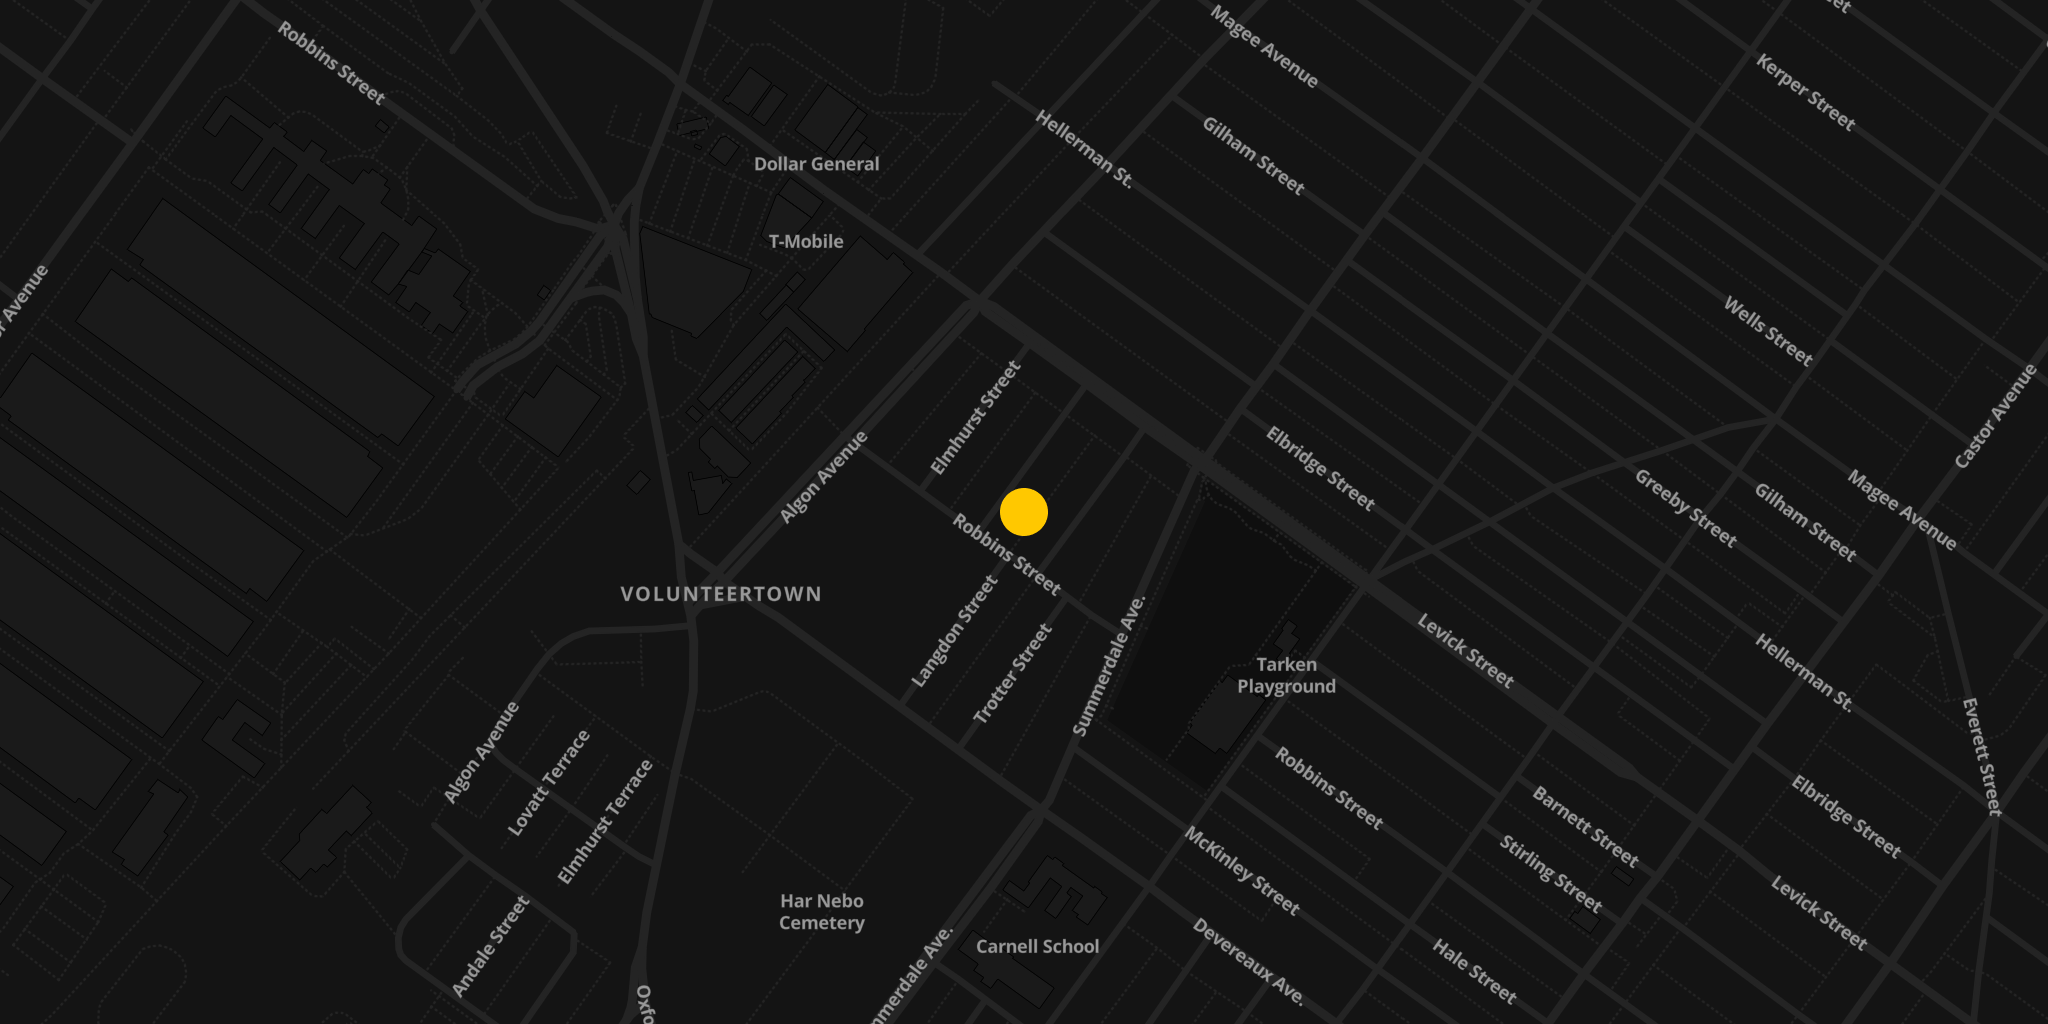 et
Robbins Street
Magee Avenue
Kerper Street
Hellerman St.
Gilham Street
Dollar General
T-Mobile
Avenue
Wells Street
Elmhurst Street
Castor Avenue
Algon Avenue
Elbridge Street
Greeby Street
Gilham Street
Magee Avenue
Robbins Street
VOLUNTEERTOWN
Langdon Street
Trotter Street
Summerdale Ave.
Tarken
Playground
Levick Street
Hellerman St.
Everett Street
Algon Avenue
Lovatt Terrace
Elmhurst Terrace
Robbins Street
Barnett Street
Elbridge Street
McKinley Street
Stirling Street
Levick Street
Har Nebo
Cemetery
Andale Street
Carnell School
Devereaux Ave.
Hale Street
mmerdale Ave.
Oxfo